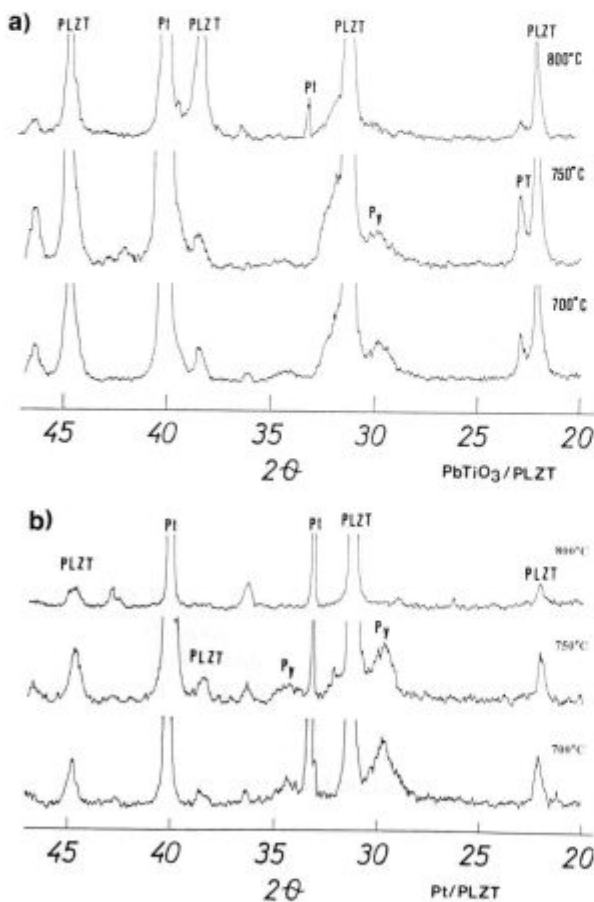 a)
PLZT Pt PLZT PLZT PLZT
Pt
800°C
750°C
PT
Py
700°C
45 40 35 30 25 20
2θ
PbTiO3/PLZT
b)
Pt Pt PLZT
PLZT
800°C
PLZT
750°C
PLZT Py Py
700°C
45 40 35 30 25 20
2θ
Pt/PLZT